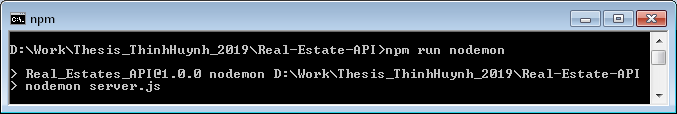 npm
D:\Work\Thesis_ThinhHuynh_2019\Real-Estate-API>npm run nodemon
> Real_Estates_API@1.0.0 nodemon D:\Work\Thesis_ThinhHuynh_2019\Real-Estate-API
> nodemon server.js